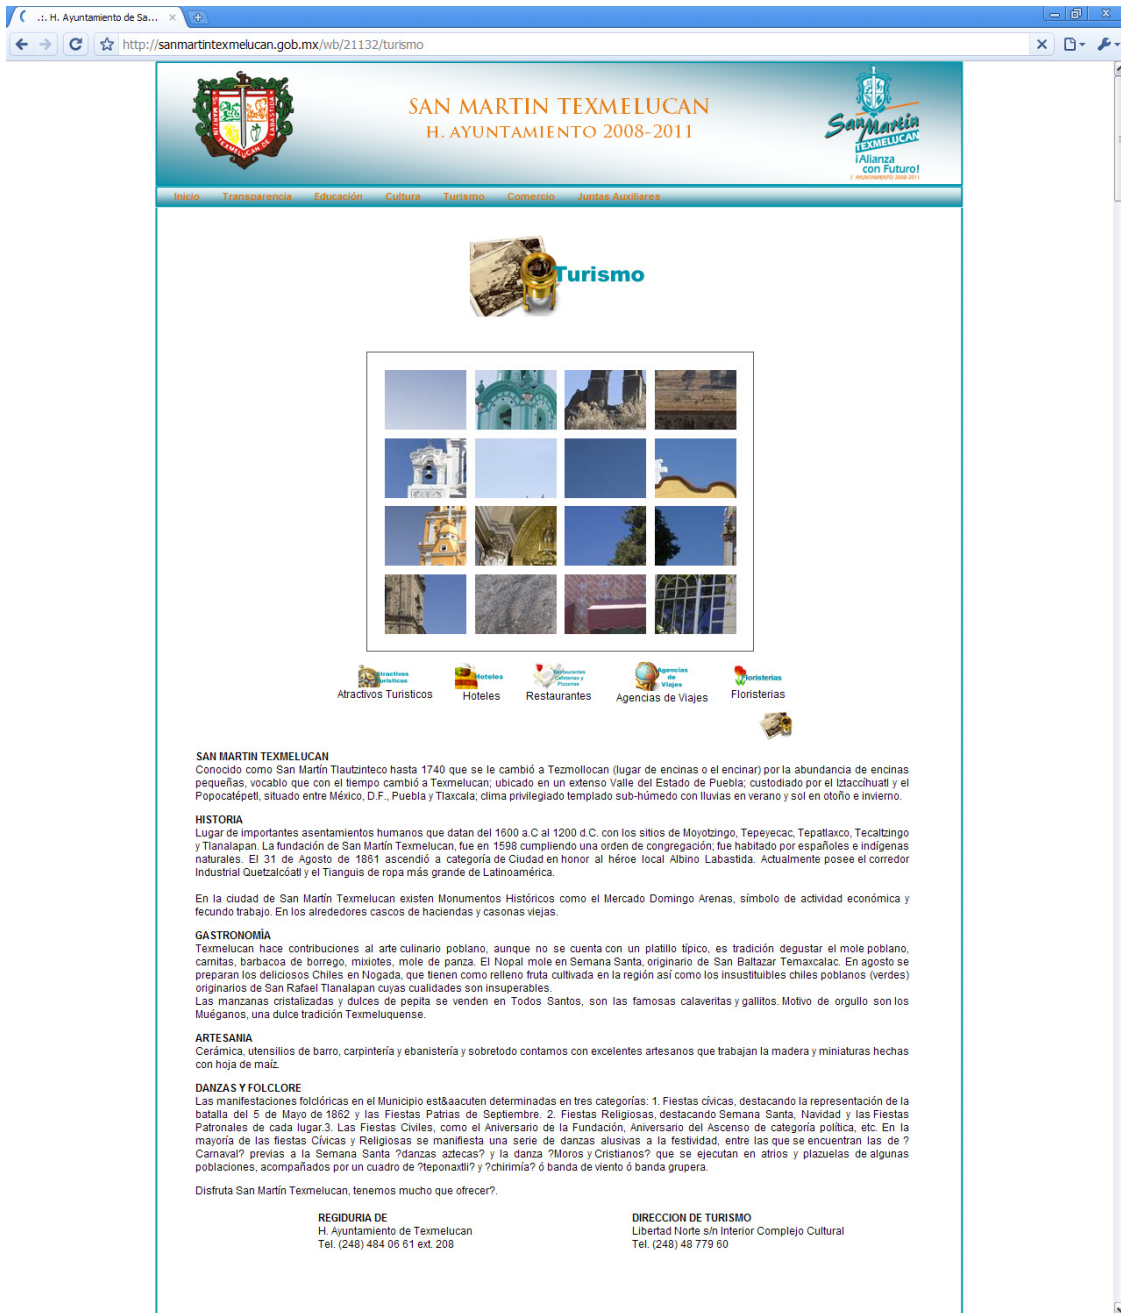 .:. H. Ayuntamiento de Sa...
http://sanmartintexmelucan.gob.mx/wb/21132/turismo
S. MARTIN TEXMELUCAN DE LABASTIDA
SAN MARTIN TEXMELUCAN
H. AYUNTAMIENTO 2008-2011
San Martín
TEXMELUCAN
¡Alianza
con Futuro!
H. AYUNTAMIENTO 2008-2011
Inicio Transparencia Educación Cultura Turismo Comercio Juntas Auxiliares
Turismo
Atractivos
Turisticos
Hoteles
Restaurantes
Cafeterias y
Pizzerias
Agencias
de
Viajes
Floristerias
Atractivos Turisticos Hoteles Restaurantes Agencias de Viajes Floristerias
SAN MARTIN TEXMELUCAN
Conocido como San Martín Tlautzinteco hasta 1740 que se le cambió a Tezmollocan (lugar de encinas o el encinar) por la abundancia de encinas
pequeñas, vocablo que con el tiempo cambió a Texmelucan; ubicado en un extenso Valle del Estado de Puebla; custodiado por el Iztaccíhuatl y el
Popocatépetl, situado entre México, D.F., Puebla y Tlaxcala; clima privilegiado templado sub-húmedo con lluvias en verano y sol en otoño e invierno.
HISTORIA
Lugar de importantes asentamientos humanos que datan del 1600 a.C al 1200 d.C. con los sitios de Moyotzingo, Tepeyecac, Tepatlaxco, Tecaltzingo
y Tlanalapan. La fundación de San Martín Texmelucan, fue en 1598 cumpliendo una orden de congregación; fue habitado por españoles e indígenas
naturales. El 31 de Agosto de 1861 ascendió a categoría de Ciudad en honor al héroe local Albino Labastida. Actualmente posee el corredor
Industrial Quetzalcóatl y el Tianguis de ropa más grande de Latinoamérica.
En la ciudad de San Martín Texmelucan existen Monumentos Históricos como el Mercado Domingo Arenas, símbolo de actividad económica y
fecundo trabajo. En los alrededores cascos de haciendas y casonas viejas.
GASTRONOMÍA
Texmelucan hace contribuciones al arte culinario poblano, aunque no se cuenta con un platillo típico, es tradición degustar el mole poblano,
carnitas, barbacoa de borrego, mixiotes, mole de panza. El Nopal mole en Semana Santa, originario de San Baltazar Temaxcalac. En agosto se
preparan los deliciosos Chiles en Nogada, que tienen como relleno fruta cultivada en la región así como los insustituibles chiles poblanos (verdes)
originarios de San Rafael Tlanalapan cuyas cualidades son insuperables.
Las manzanas cristalizadas y dulces de pepita se venden en Todos Santos, son las famosas calaveritas y gallitos. Motivo de orgullo son los
Muéganos, una dulce tradición Texmeluquense.
ARTESANIA
Cerámica, utensilios de barro, carpintería y ebanistería y sobretodo contamos con excelentes artesanos que trabajan la madera y miniaturas hechas
con hoja de maíz.
DANZAS Y FOLCLORE
Las manifestaciones folclóricas en el Municipio est&aacuten determinadas en tres categorías: 1. Fiestas cívicas, destacando la representación de la
batalla del 5 de Mayo de 1862 y las Fiestas Patrias de Septiembre. 2. Fiestas Religiosas, destacando Semana Santa, Navidad y las Fiestas
Patronales de cada lugar.3. Las Fiestas Civiles, como el Aniversario de la Fundación, Aniversario del Ascenso de categoría política, etc. En la
mayoría de las fiestas Cívicas y Religiosas se manifiesta una serie de danzas alusivas a la festividad, entre las que se encuentran las de ?
Carnaval? previas a la Semana Santa ?danzas aztecas? y la danza ?Moros y Cristianos? que se ejecutan en atrios y plazuelas de algunas
poblaciones, acompañados por un cuadro de ?teponaxtli? y ?chirimía? ó banda de viento ó banda grupera.
Disfruta San Martín Texmelucan, tenemos mucho que ofrecer?.
REGIDURIA DE
H. Ayuntamiento de Texmelucan
Tel. (248) 484 06 61 ext. 208
DIRECCION DE TURISMO
Libertad Norte s/n Interior Complejo Cultural
Tel. (248) 48 779 60